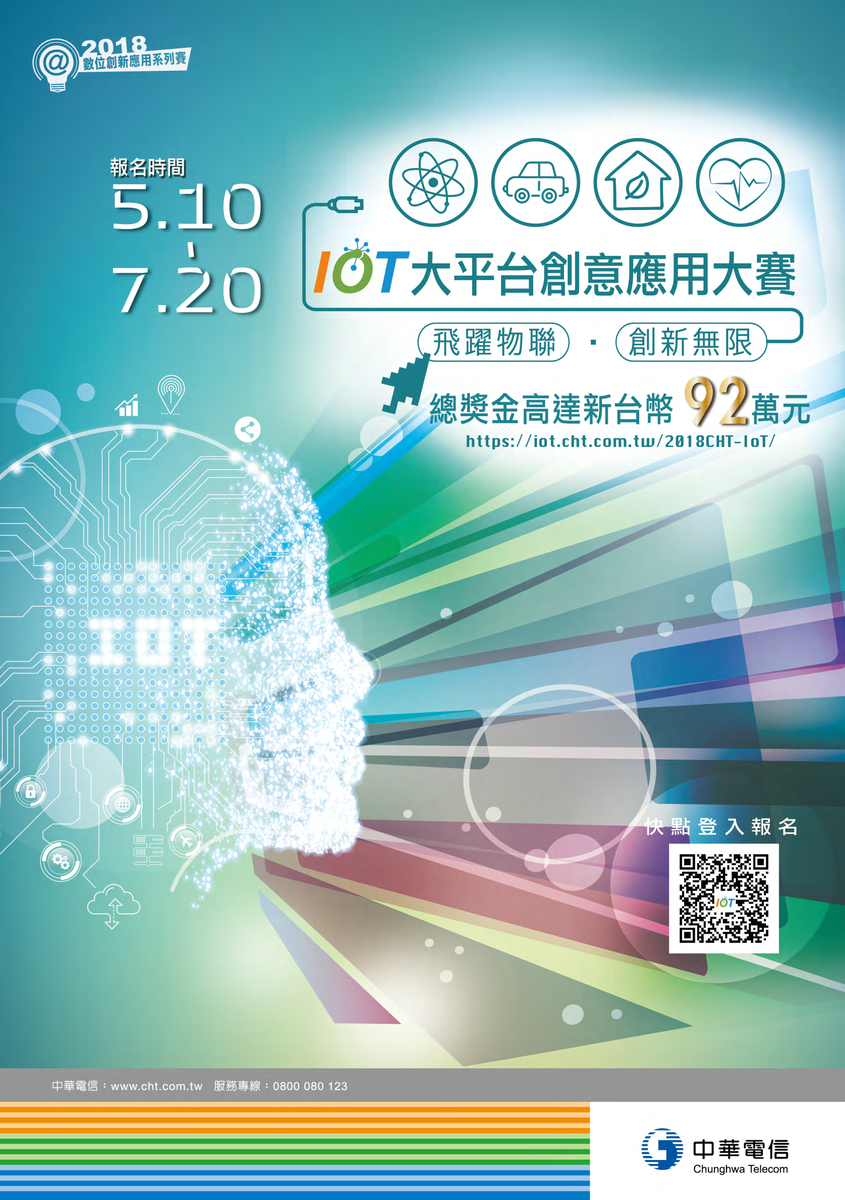 2018
數位創新應用系列賽
報名時間
5.10
-
7.20
IOT大平台創意應用大賽
飛躍物聯・創新無限
總獎金高達新台幣92萬元
https://iot.cht.com.tw/2018CHT-IoT/
IOT
快點登入報名
IOT
中華電信：www.cht.com.tw 服務專線：0800 080 123
中華電信
Chunghwa Telecom